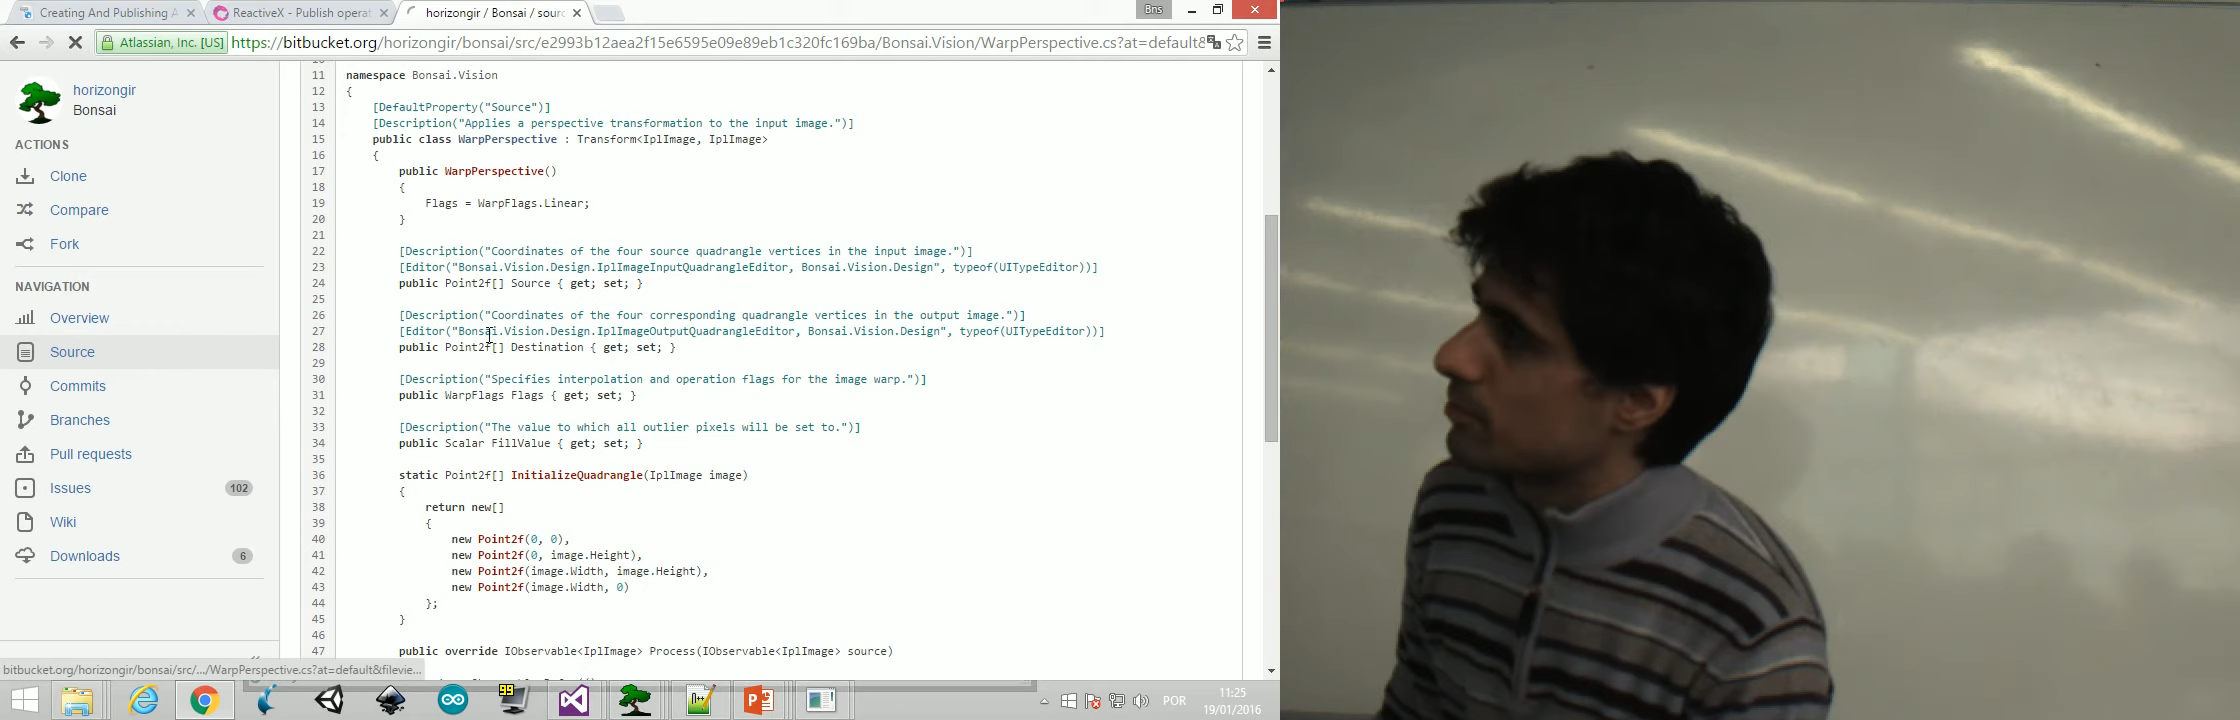 Creating And Publishing A
ReactiveX - Publish operat
horizongir / Bonsai / sourc
Bns
Atlassian, Inc. [US]
https://bitbucket.org/horizongir/bonsai/src/e2993b12aea2f15e6595e09e89eb1c320fc169ba/Bonsai.Vision/WarpPerspective.cs?at=default&
horizongir
Bonsai
ACTIONS
Clone
Compare
Fork
NAVIGATION
Overview
Source
Commits
Branches
Pull requests
Issues 102
Wiki
Downloads 6
11 namespace Bonsai.Vision
12 {
13 [DefaultProperty("Source")]
14 [Description("Applies a perspective transformation to the input image.")]
15 public class WarpPerspective : Transform<IplImage, IplImage>
16 {
17 public WarpPerspective()
18 {
19 Flags = WarpFlags.Linear;
20 }
21
22 [Description("Coordinates of the four source quadrangle vertices in the input image.")]
23 [Editor("Bonsai.Vision.Design.IplImageInputQuadrangleEditor, Bonsai.Vision.Design", typeof(UITypeEditor))]
24 public Point2f[] Source { get; set; }
25
26 [Description("Coordinates of the four corresponding quadrangle vertices in the output image.")]
27 [Editor("Bonsai.Vision.Design.IplImageOutputQuadrangleEditor, Bonsai.Vision.Design", typeof(UITypeEditor))]
28 public Point2f[] Destination { get; set; }
29
30 [Description("Specifies interpolation and operation flags for the image warp.")]
31 public WarpFlags Flags { get; set; }
32
33 [Description("The value to which all outlier pixels will be set to.")]
34 public Scalar FillValue { get; set; }
35
36 static Point2f[] InitializeQuadrangle(IplImage image)
37 {
38 return new[]
39 {
40 new Point2f(0, 0),
41 new Point2f(0, image.Height),
42 new Point2f(image.Width, image.Height),
43 new Point2f(image.Width, 0)
44 };
45 }
46
47 public override IObservable<IplImage> Process(IObservable<IplImage> source)
bitbucket.org/horizongir/bonsai/src/.../WarpPerspective.cs?at=default&filevie...
99
POR
11:25
19/01/2016